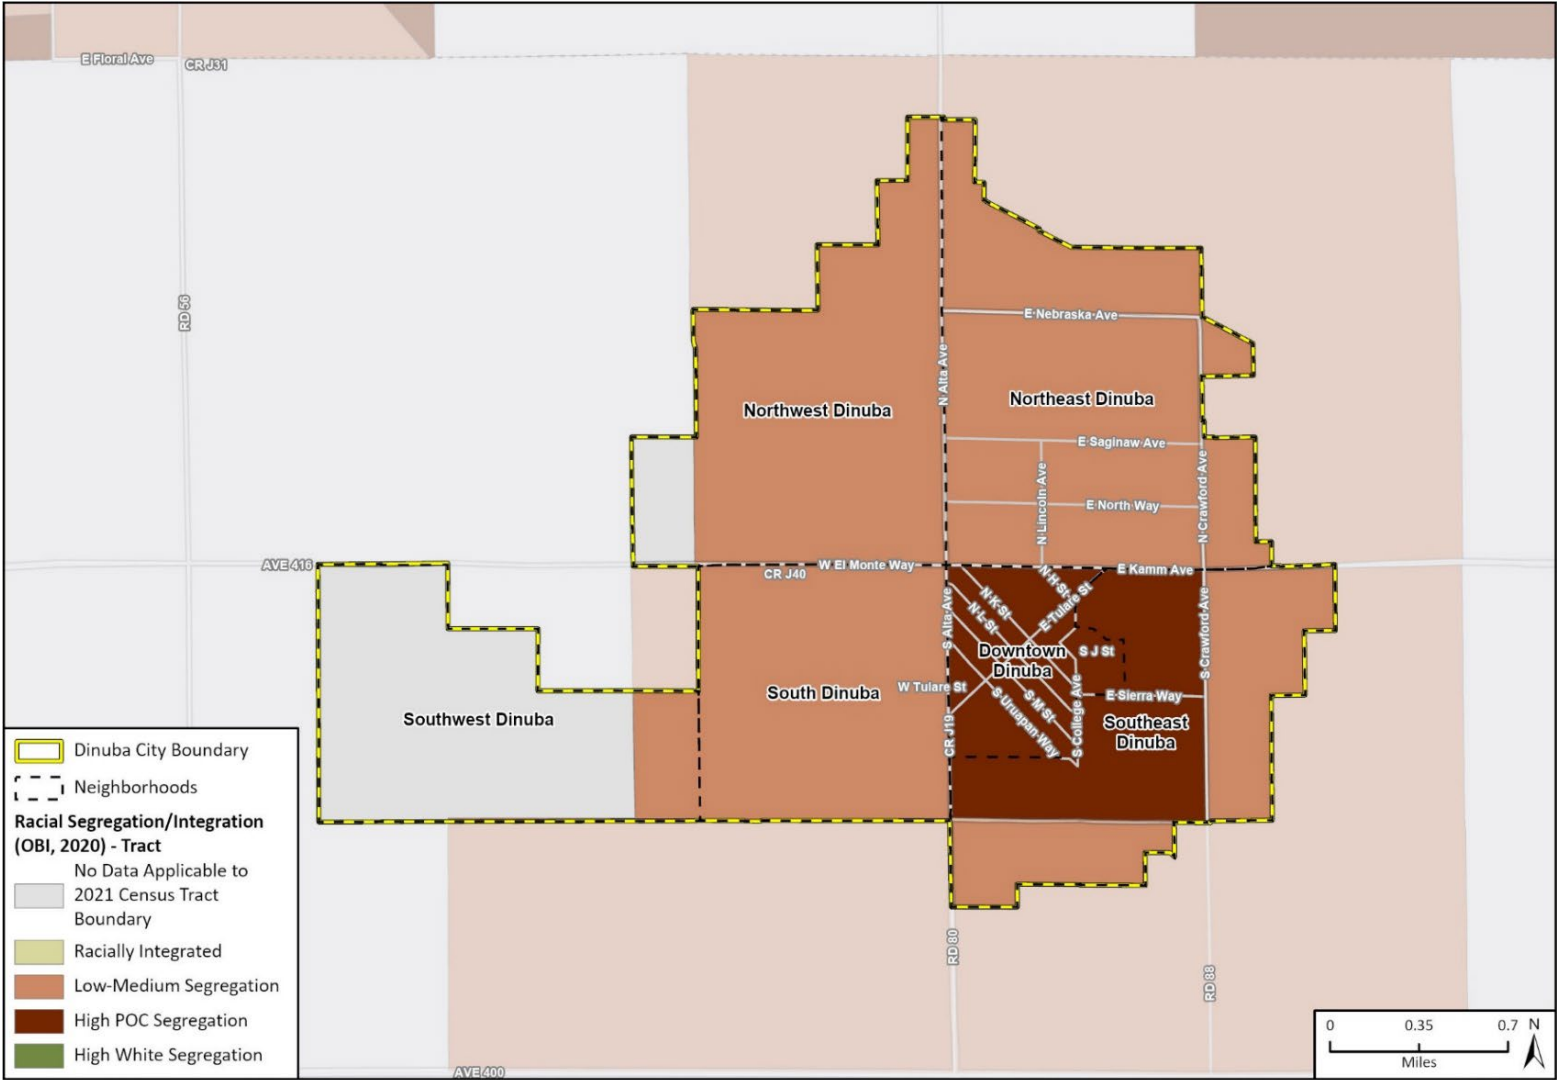 E Floral Ave
CR J31
RD 56
N Alta Ave
E Nebraska Ave
Northwest Dinuba
Northeast Dinuba
E Saginaw Ave
N Lincoln Ave
N Crawford Ave
E North Way
AVE 416
W El Monte Way
CR J40
E Kamm Ave
N H St
N K St
E Tulare St
N L St
S Alta Ave
S Crawford Ave
Downtown
Dinuba
S J St
W Tulare St
South Dinuba
S M St
E Sierra Way
S Uruapan Way
S College Ave
CR J19
Southwest Dinuba
Southeast
Dinuba
Dinuba City Boundary
Neighborhoods
Racial Segregation/Integration
(OBI, 2020) - Tract
No Data Applicable to
2021 Census Tract
Boundary
Racially Integrated
Low-Medium Segregation
High POC Segregation
High White Segregation
RD 80
RD 88
AVE 400
0 0.35 0.7 N
Miles